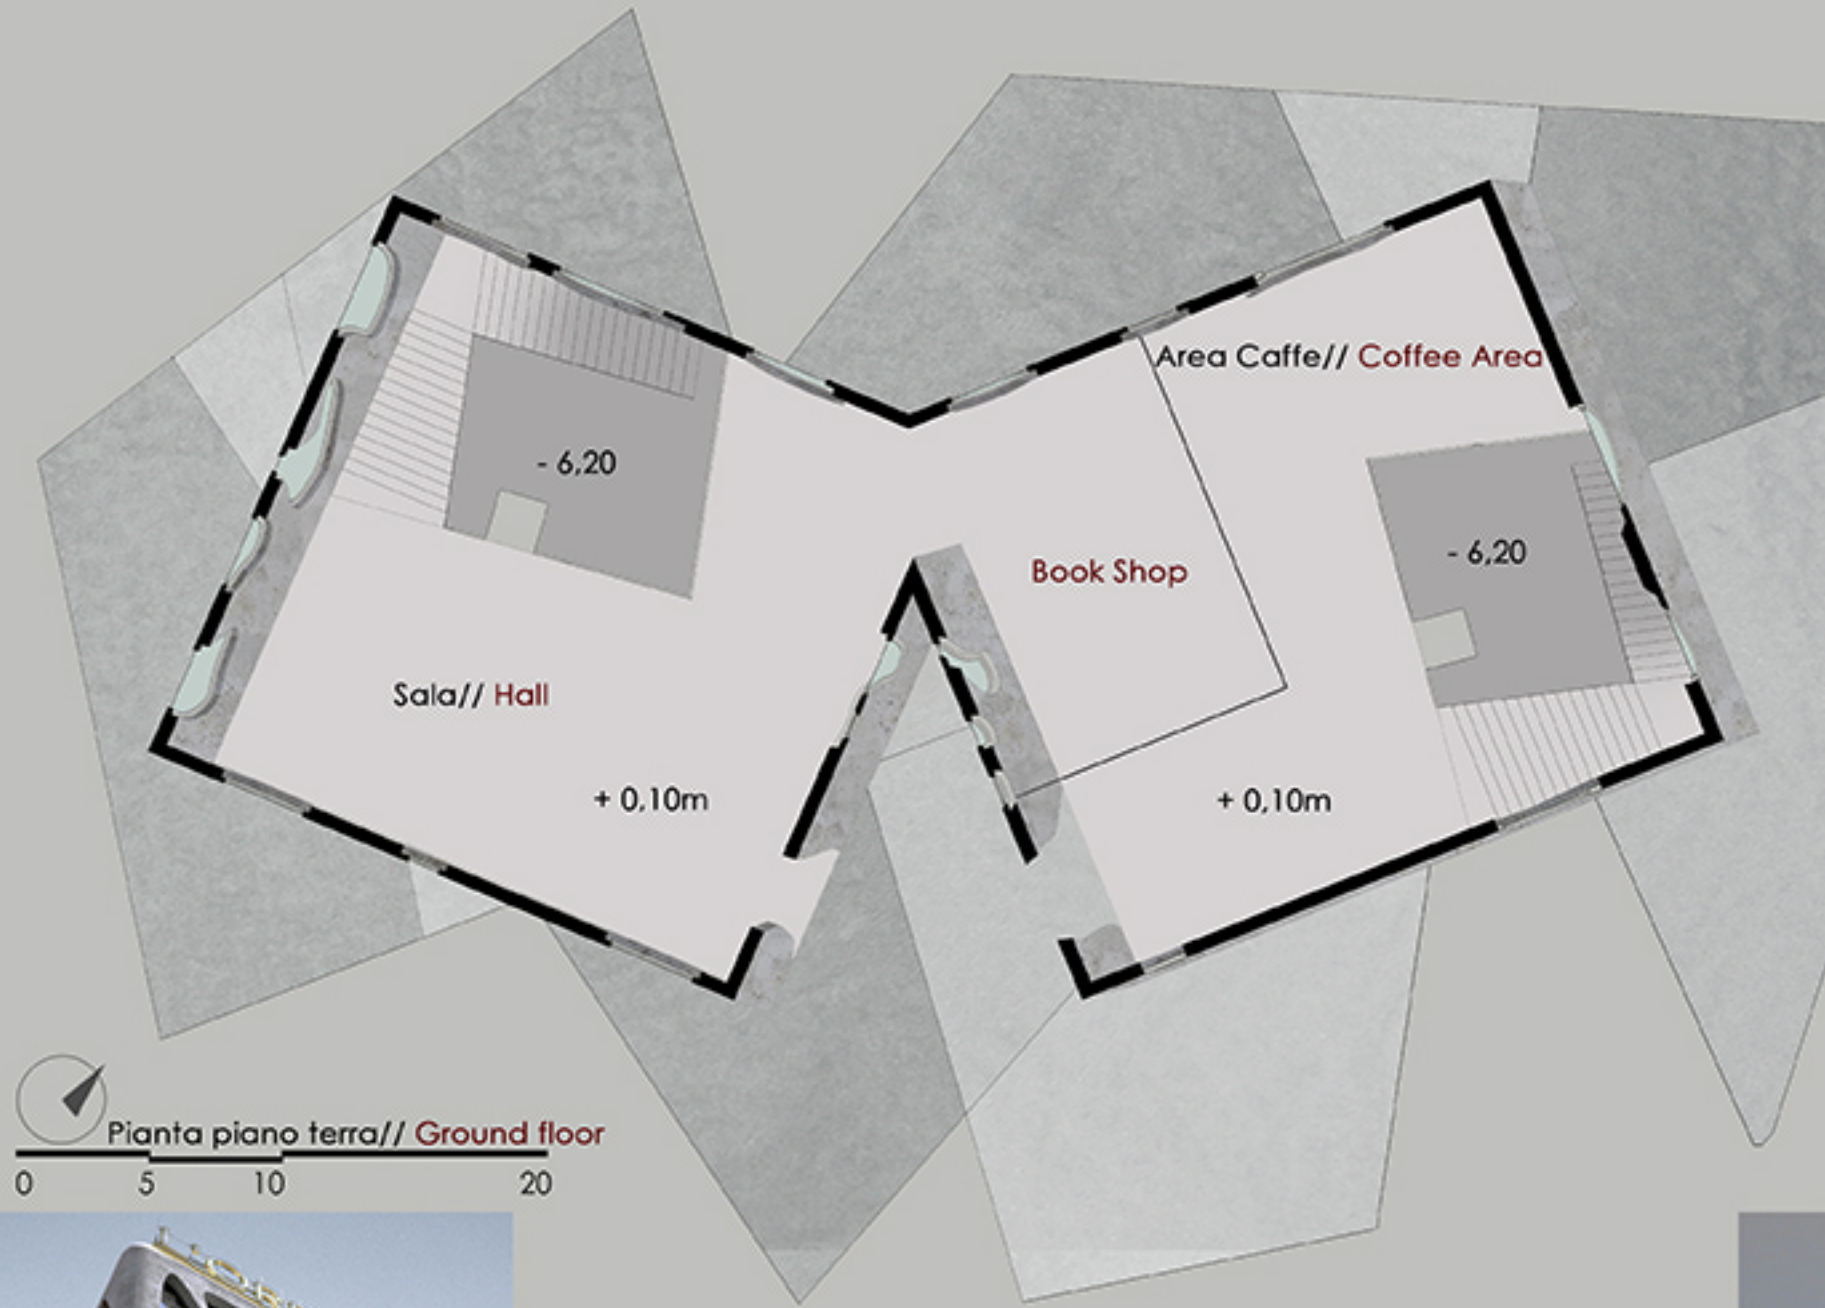 Area Caffe// Coffee Area
- 6,20
- 6,20
Book Shop
Sala// Hall
+ 0,10m
+ 0,10m
Pianta piano terra// Ground floor
0 5 10 20